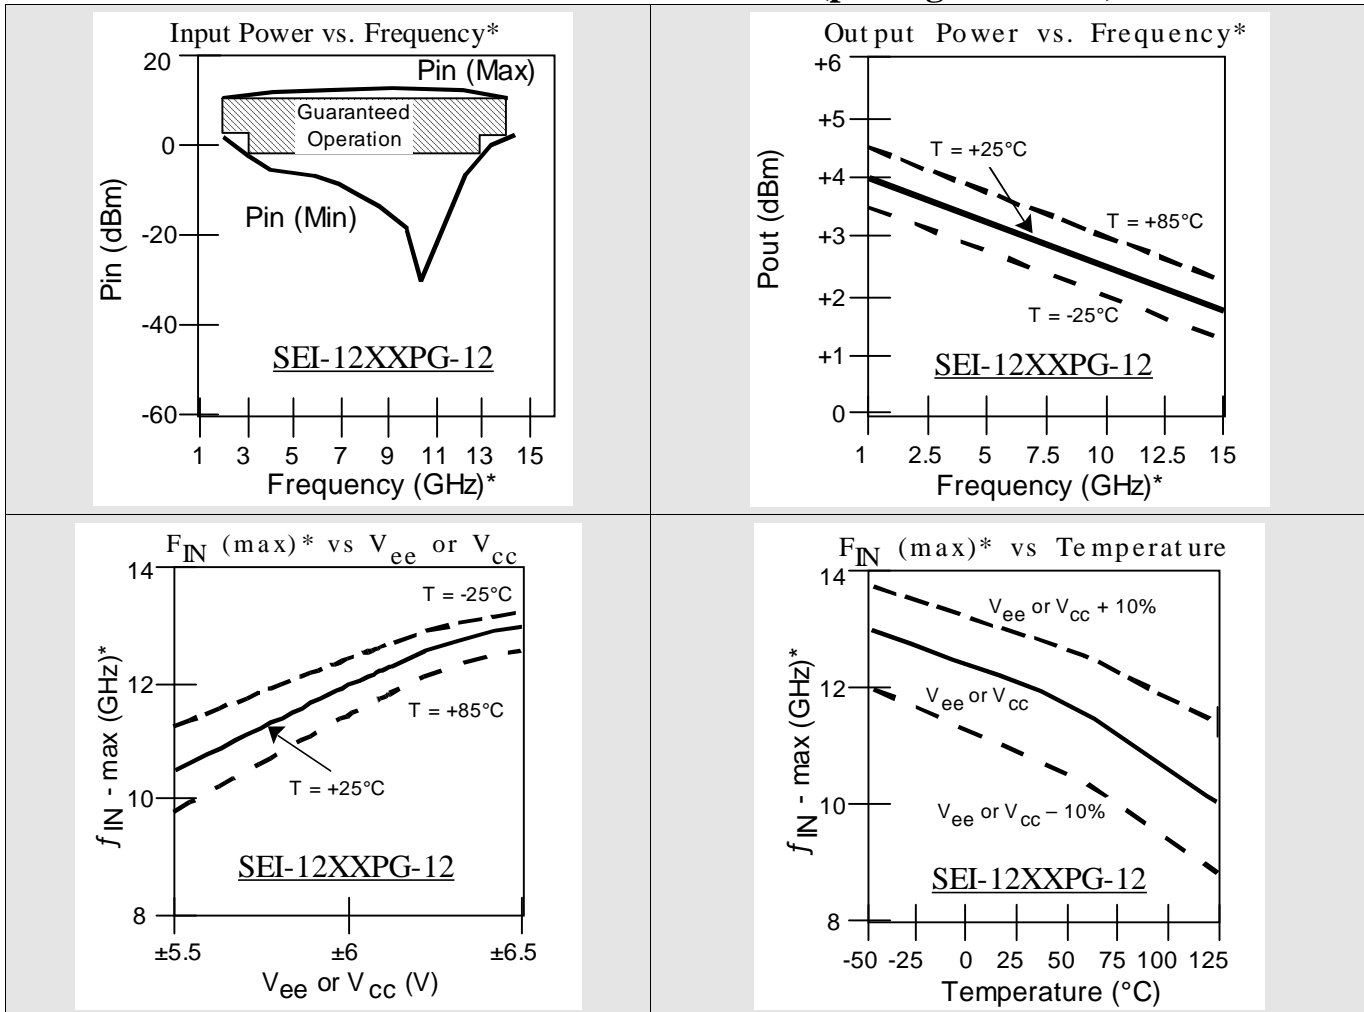 Input Power vs. Frequency*
20
0
-20
-40
-60
Pin (dBm)
Pin (Max)
Guaranteed
Operation
Pin (Min)
SEI-12XXPG-12
1 3 5 7 9 11 13 15
Frequency (GHz)*
Output Power vs. Frequency*
+6
+5
+4
+3
+2
+1
0
Pout (dBm)
T = +25°C
T = +85°C
T = -25°C
SEI-12XXPG-12
1 2.5 5 7.5 10 12.5 15
Frequency (GHz)*
FIN (max)* vs Vee or Vcc
14
12
10
8
fIN - max (GHz)*
T = -25°C
T = +85°C
T = +25°C
SEI-12XXPG-12
±5.5 ±6 ±6.5
Vee or Vcc (V)
FIN (max)* vs Temperature
14
12
10
8
fIN - max (GHz)*
Vee or Vcc + 10%
Vee or Vcc
Vee or Vcc – 10%
SEI-12XXPG-12
-50 -25 0 25 50 75 100 125
Temperature (°C)